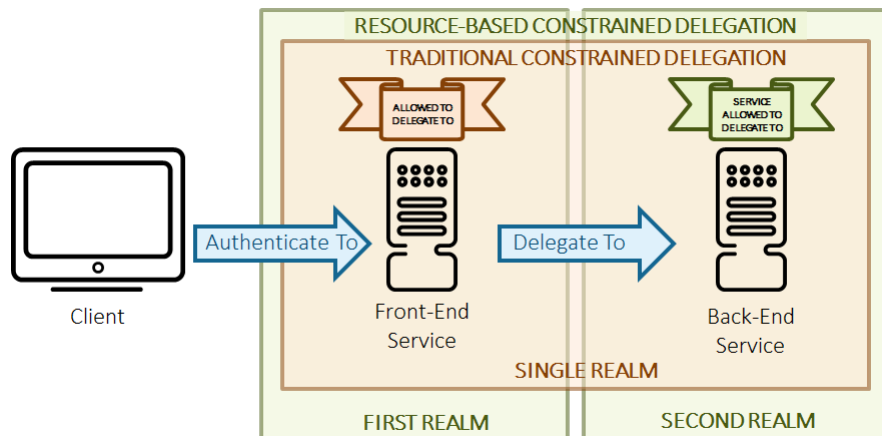 RESOURCE-BASED CONSTRAINED DELEGATION
TRADITIONAL CONSTRAINED DELEGATION
ALLOWED TO
DELEGATE TO
SERVICE
ALLOWED TO
DELEGATE TO
Authenticate To
Delegate To
Client
Front-End
Service
Back-End
Service
SINGLE REALM
FIRST REALM
SECOND REALM